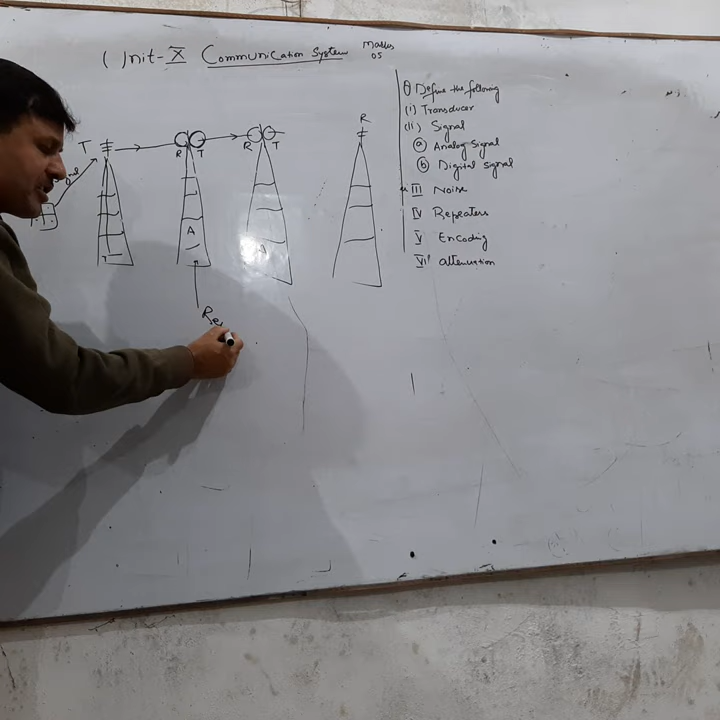 Unit-X Communication System
Marks
05
① Define the following
(i) Transducer
(ii) Signal
ⓐ Analog Signal
ⓑ Digital signal
III Noise
IV Repeaters
V Encoding
VI attenuation
T
R T
R T
R
A
A
Re